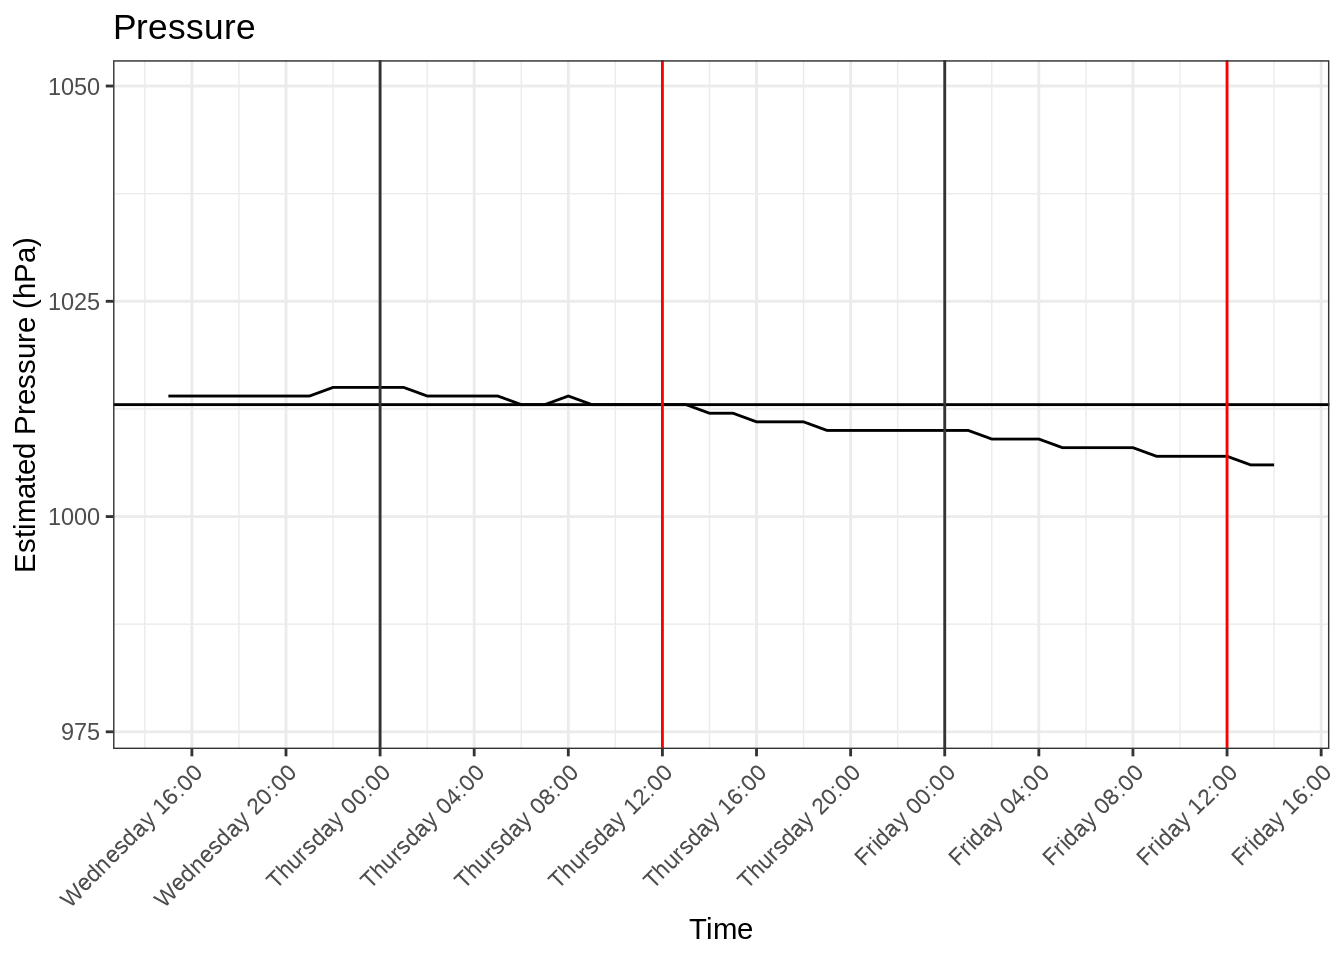 Pressure
Estimated Pressure (hPa)
1050
1025
1000
975
Wednesday 16:00
Wednesday 20:00
Thursday 00:00
Thursday 04:00
Thursday 08:00
Thursday 12:00
Thursday 16:00
Thursday 20:00
Friday 00:00
Friday 04:00
Friday 08:00
Friday 12:00
Friday 16:00
Time